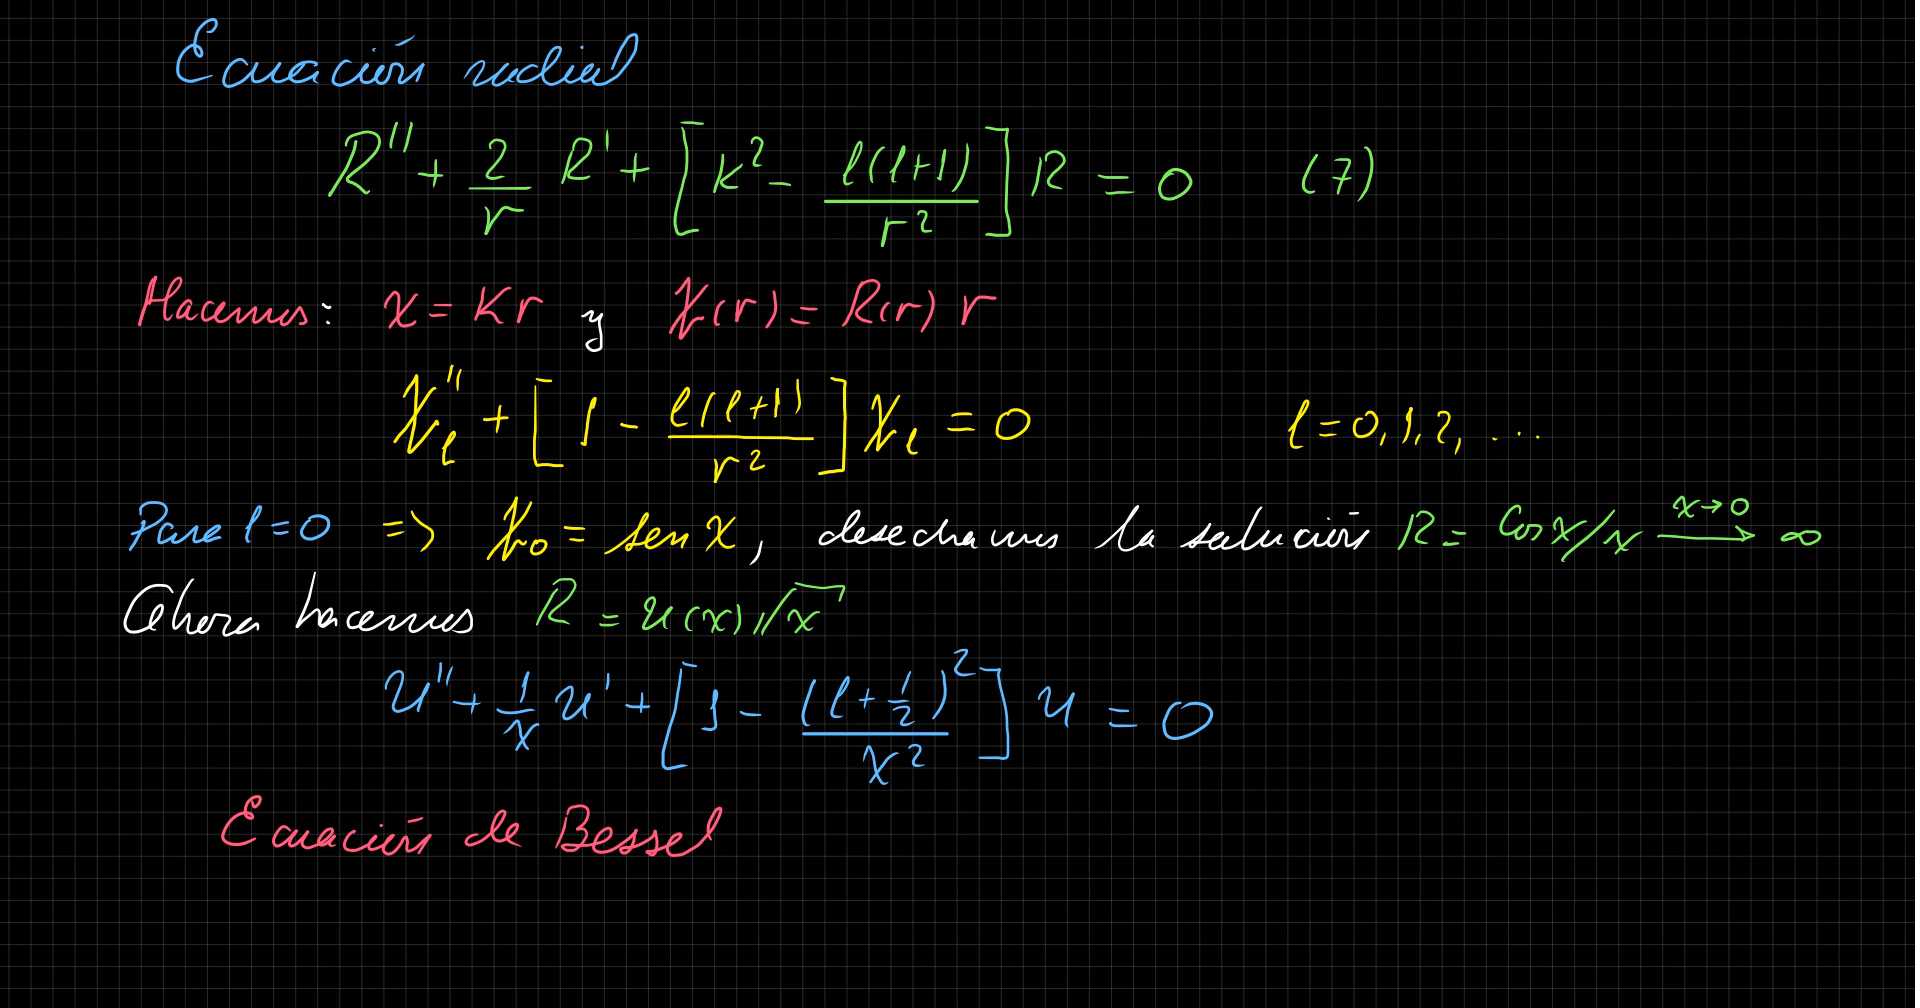 Ecuación radial
R'' + 2/r R' + [k² - l(l+1)/r²] R = 0 (7)
Hacemos: x = Kr y χ(r) = R(r) r
χₗ'' + [1 - l(l+1)/r²] χₗ = 0 l = 0, 1, 2, ...
Para l = 0 => χ₀ = sen x, desechamos la solución R = Cos x/x x→0 ⟶ ∞
Ahora hacemos R = u(x)/√x
u'' + 1/x u' + [1 - (l + 1/2)²/x²] u = 0
Ecuación de Bessel